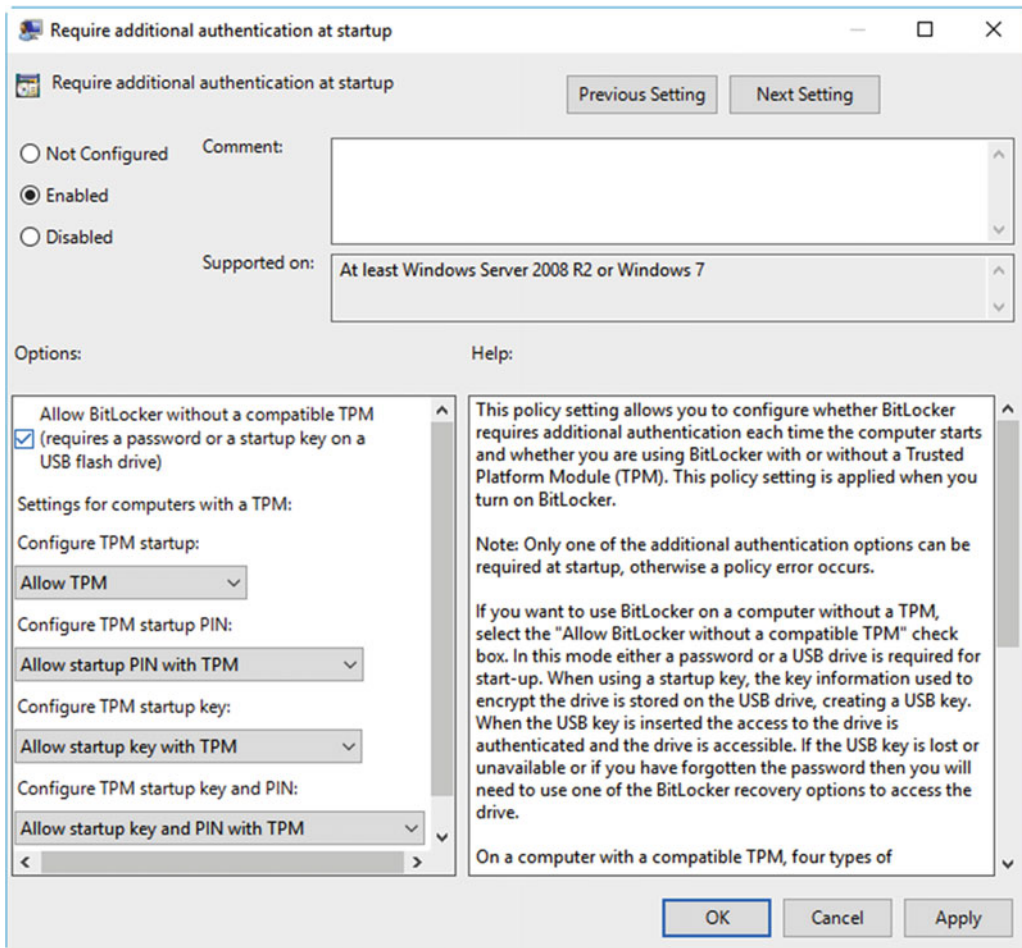 Require additional authentication at startup
Require additional authentication at startup
Previous Setting
Next Setting
Not Configured
Enabled
Disabled
Comment:
Supported on:
At least Windows Server 2008 R2 or Windows 7
Options:
Help:
Allow BitLocker without a compatible TPM
(requires a password or a startup key on a
USB flash drive)
Settings for computers with a TPM:
Configure TPM startup:
Allow TPM
Configure TPM startup PIN:
Allow startup PIN with TPM
Configure TPM startup key:
Allow startup key with TPM
Configure TPM startup key and PIN:
Allow startup key and PIN with TPM
This policy setting allows you to configure whether BitLocker
requires additional authentication each time the computer starts
and whether you are using BitLocker with or without a Trusted
Platform Module (TPM). This policy setting is applied when you
turn on BitLocker.
Note: Only one of the additional authentication options can be
required at startup, otherwise a policy error occurs.
If you want to use BitLocker on a computer without a TPM,
select the "Allow BitLocker without a compatible TPM" check
box. In this mode either a password or a USB drive is required for
start-up. When using a startup key, the key information used to
encrypt the drive is stored on the USB drive, creating a USB key.
When the USB key is inserted the access to the drive is
authenticated and the drive is accessible. If the USB key is lost or
unavailable or if you have forgotten the password then you will
need to use one of the BitLocker recovery options to access the
drive.
On a computer with a compatible TPM, four types of
OK
Cancel
Apply